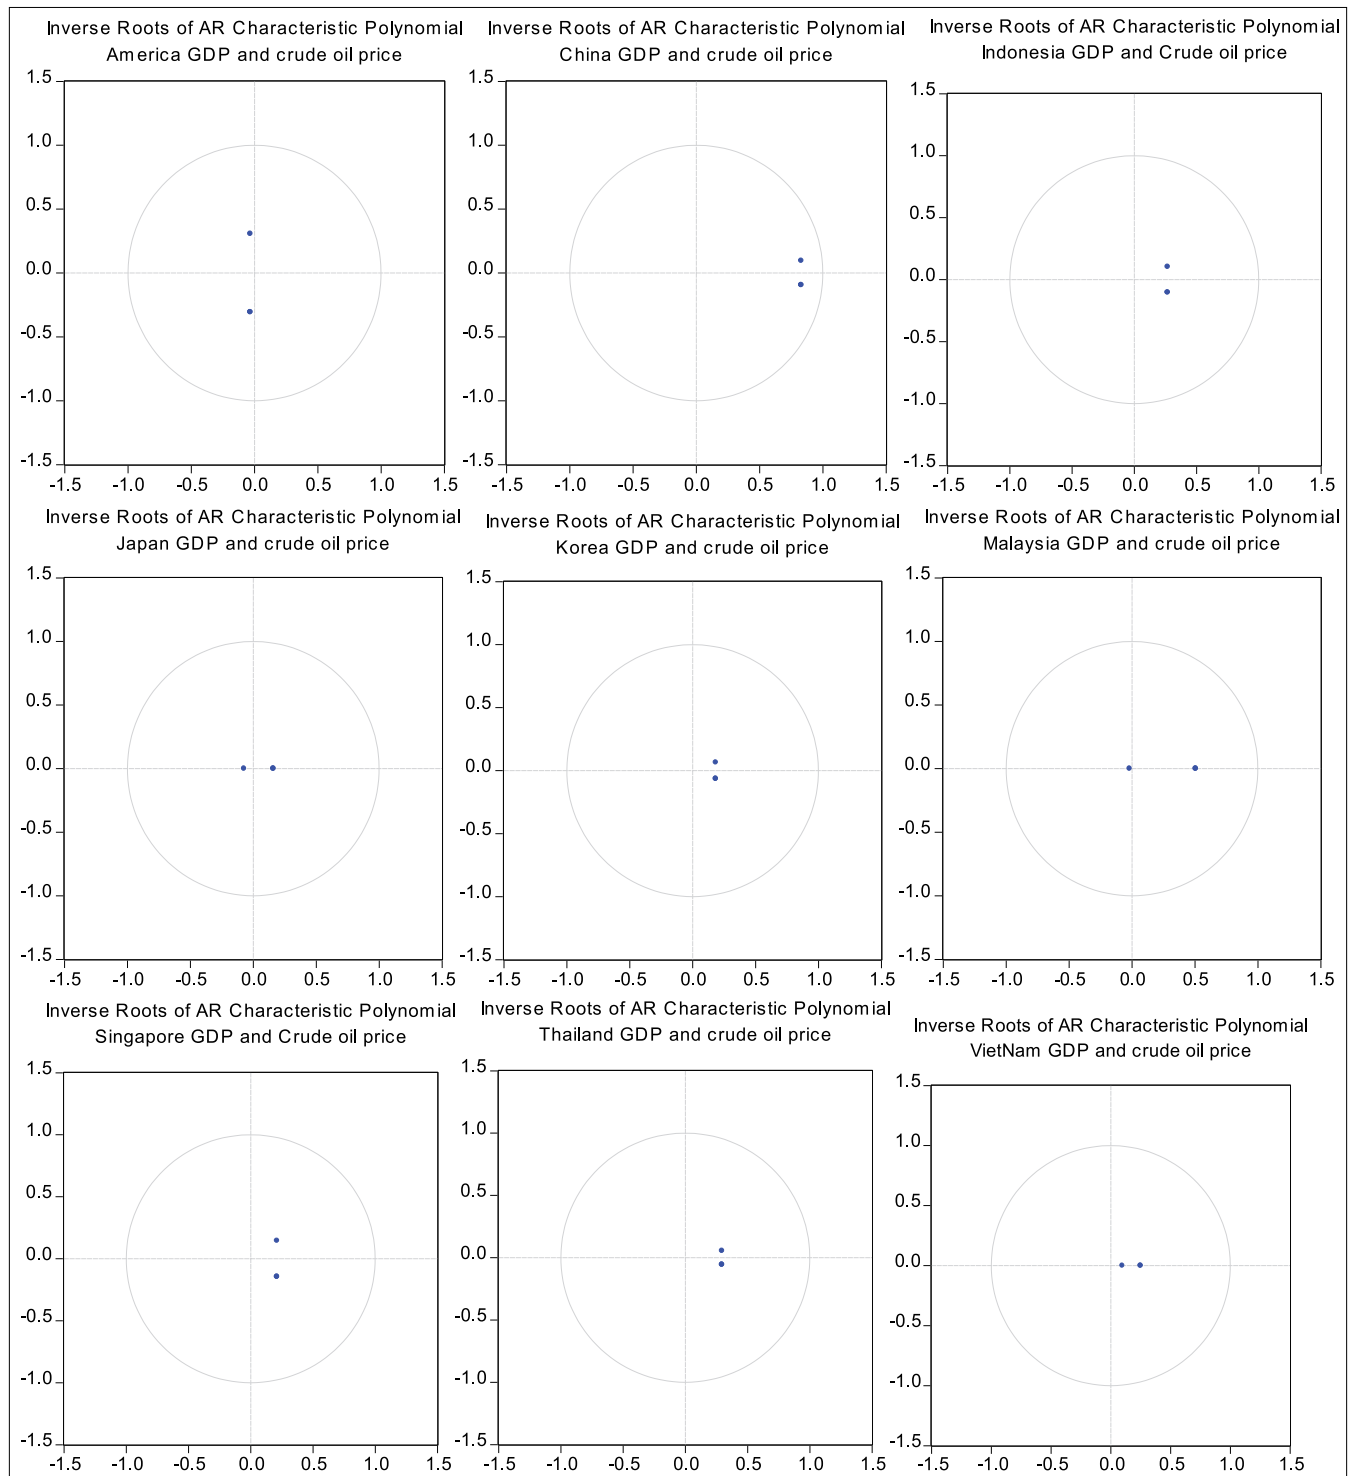 Inverse Roots of AR Characteristic Polynomial
America GDP and crude oil price
1.5
1.0
0.5
0.0
-0.5
-1.0
-1.5
-1.5 -1.0 -0.5 0.0 0.5 1.0 1.5
Inverse Roots of AR Characteristic Polynomial
China GDP and crude oil price
1.5
1.0
0.5
0.0
-0.5
-1.0
-1.5
-1.5 -1.0 -0.5 0.0 0.5 1.0 1.5
Inverse Roots of AR Characteristic Polynomial
Indonesia GDP and Crude oil price
1.5
1.0
0.5
0.0
-0.5
-1.0
-1.5
-1.5 -1.0 -0.5 0.0 0.5 1.0 1.5
Inverse Roots of AR Characteristic Polynomial
Japan GDP and crude oil price
1.5
1.0
0.5
0.0
-0.5
-1.0
-1.5
-1.5 -1.0 -0.5 0.0 0.5 1.0 1.5
Inverse Roots of AR Characteristic Polynomial
Korea GDP and crude oil price
1.5
1.0
0.5
0.0
-0.5
-1.0
-1.5
-1.5 -1.0 -0.5 0.0 0.5 1.0 1.5
Inverse Roots of AR Characteristic Polynomial
Malaysia GDP and crude oil price
1.5
1.0
0.5
0.0
-0.5
-1.0
-1.5
-1.5 -1.0 -0.5 0.0 0.5 1.0 1.5
Inverse Roots of AR Characteristic Polynomial
Singapore GDP and Crude oil price
1.5
1.0
0.5
0.0
-0.5
-1.0
-1.5
-1.5 -1.0 -0.5 0.0 0.5 1.0 1.5
Inverse Roots of AR Characteristic Polynomial
Thailand GDP and crude oil price
1.5
1.0
0.5
0.0
-0.5
-1.0
-1.5
-1.5 -1.0 -0.5 0.0 0.5 1.0 1.5
Inverse Roots of AR Characteristic Polynomial
VietNam GDP and crude oil price
1.5
1.0
0.5
0.0
-0.5
-1.0
-1.5
-1.5 -1.0 -0.5 0.0 0.5 1.0 1.5